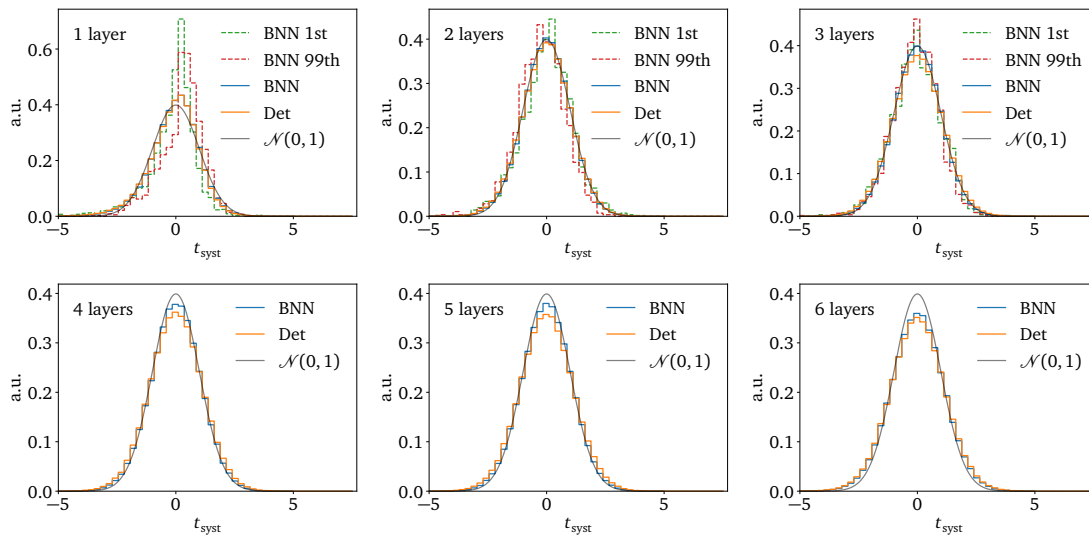 1 layer
BNN 1st
BNN 99th
BNN
Det
𝒩(0, 1)
a.u.
0.6
0.4
0.2
0.0
−5
0
5
t_syst
2 layers
BNN 1st
BNN 99th
BNN
Det
𝒩(0, 1)
a.u.
0.4
0.3
0.2
0.1
0.0
−5
0
5
t_syst
3 layers
BNN 1st
BNN 99th
BNN
Det
𝒩(0, 1)
a.u.
0.4
0.3
0.2
0.1
0.0
−5
0
5
t_syst
4 layers
BNN
Det
𝒩(0, 1)
a.u.
0.4
0.3
0.2
0.1
0.0
−5
0
5
t_syst
5 layers
BNN
Det
𝒩(0, 1)
a.u.
0.4
0.3
0.2
0.1
0.0
−5
0
5
t_syst
6 layers
BNN
Det
𝒩(0, 1)
a.u.
0.4
0.3
0.2
0.1
0.0
−5
0
5
t_syst